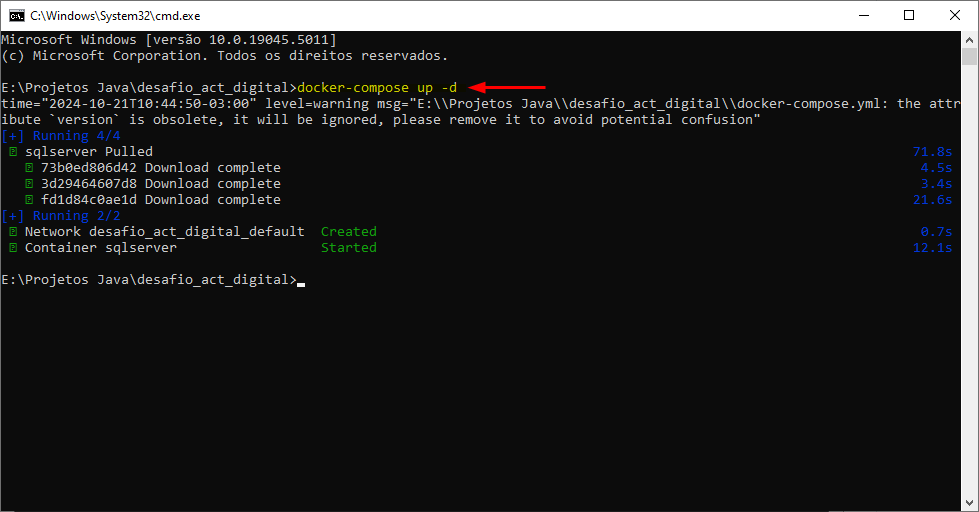 C:\Windows\System32\cmd.exe
Microsoft Windows [versão 10.0.19045.5011]
(c) Microsoft Corporation. Todos os direitos reservados.
E:\Projetos Java\desafio_act_digital>docker-compose up -d
time="2024-10-21T10:44:50-03:00" level=warning msg="E:\\Projetos Java\\desafio_act_digital\\docker-compose.yml: the attr
ibute `version` is obsolete, it will be ignored, please remove it to avoid potential confusion"
[+] Running 4/4
sqlserver Pulled 71.8s
73b0ed806d42 Download complete 4.5s
3d29464607d8 Download complete 3.4s
fd1d84c0ae1d Download complete 21.6s
[+] Running 2/2
Network desafio_act_digital_default Created 0.7s
Container sqlserver Started 12.1s
E:\Projetos Java\desafio_act_digital>